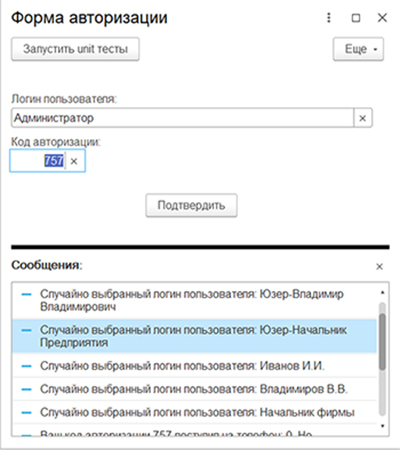 Форма авторизации
Запустить unit тесты
Еще
Логин пользователя:
Администратор
Код авторизации:
757
Подтвердить
Сообщения:
Случайно выбранный логин пользователя: Юзер-Владимир
Владимирович
Случайно выбранный логин пользователя: Юзер-Начальник
Предприятия
Случайно выбранный логин пользователя: Иванов И.И.
Случайно выбранный логин пользователя: Владимиров В.В.
Случайно выбранный логин пользователя: Начальник фирмы
Ваш код авторизации 757 поступил на телефон: 0. Но